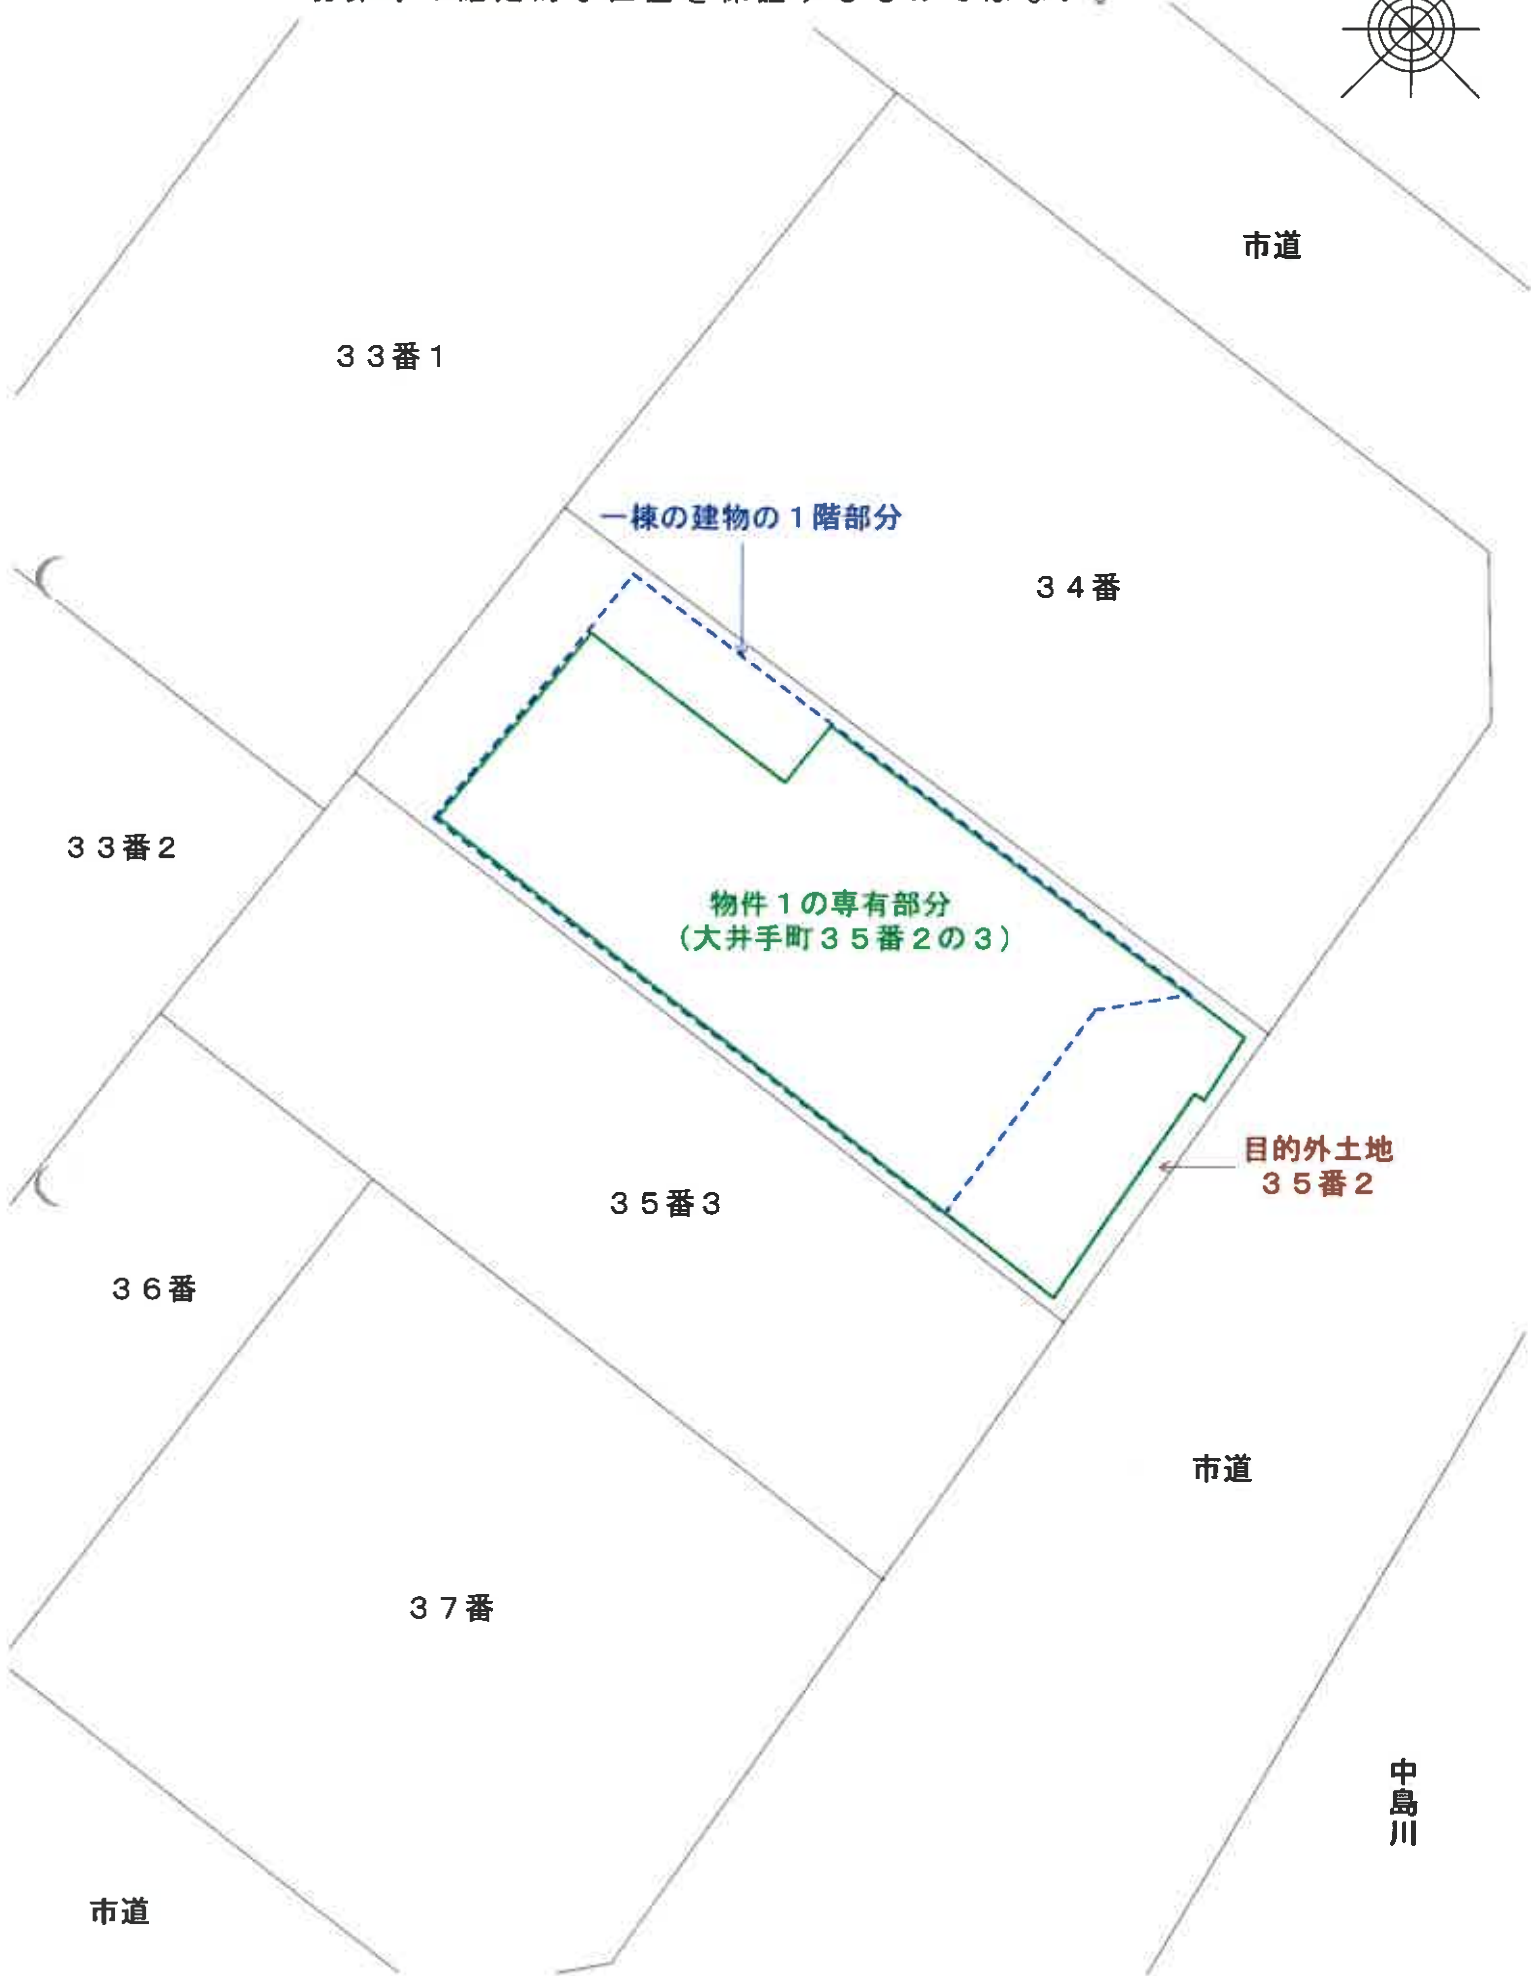 市道
３３番１
一棟の建物の１階部分
３４番
３３番２
物件１の専有部分
（大井手町３５番２の３）
目的外土地
３５番２
３５番３
３６番
市道
３７番
中島川
市道